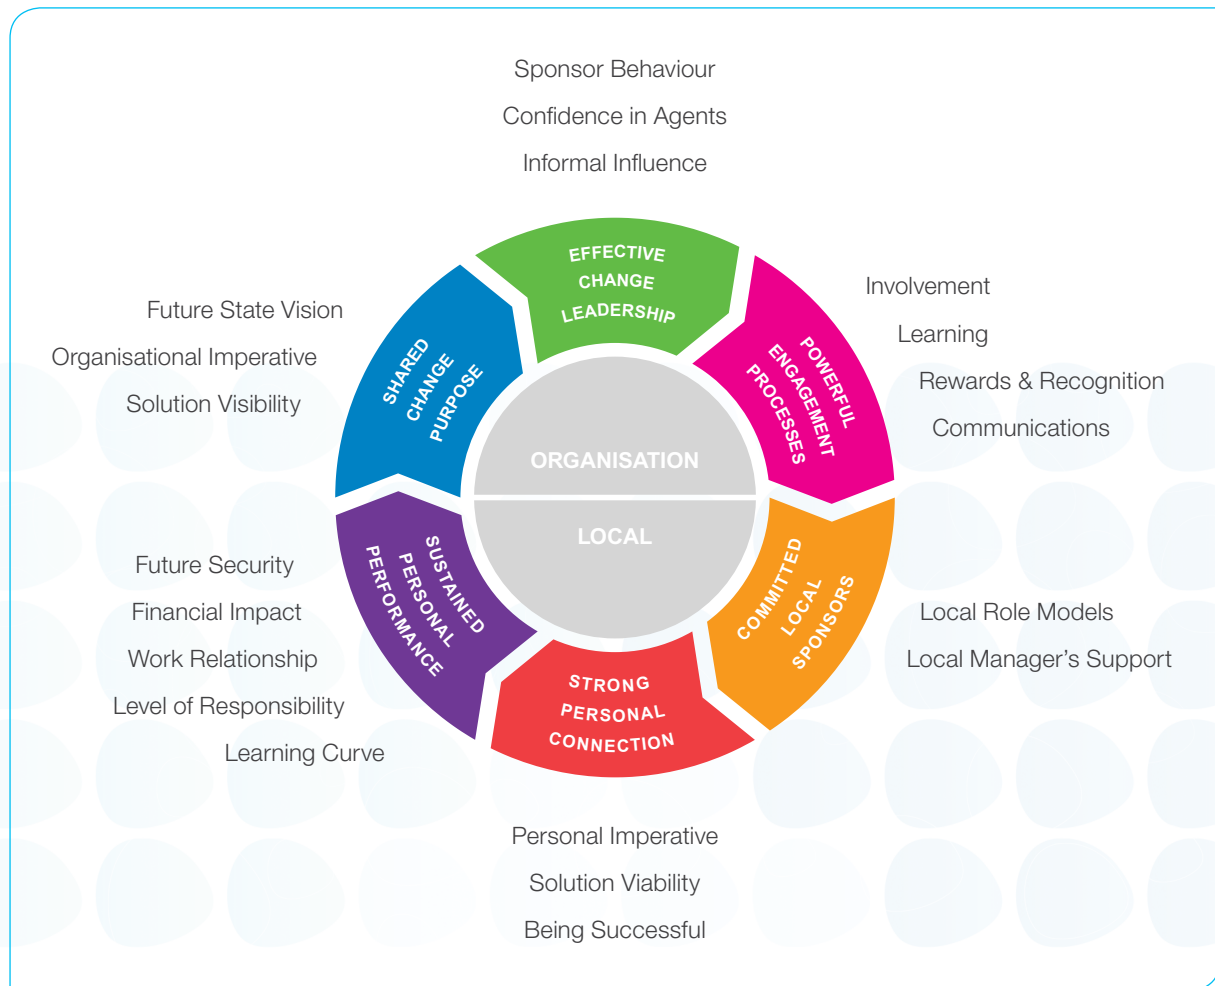 Sponsor Behaviour
Confidence in Agents
Informal Influence
EFFECTIVE
CHANGE
LEADERSHIP
Involvement
Learning
Rewards & Recognition
Communications
POWERFUL
ENGAGEMENT
PROCESSES
Future State Vision
Organisational Imperative
Solution Visibility
SHARED
CHANGE
PURPOSE
ORGANISATION
LOCAL
Future Security
Financial Impact
Work Relationship
Level of Responsibility
Learning Curve
SUSTAINED
PERSONAL
PERFORMANCE
COMMITTED
LOCAL
SPONSORS
Local Role Models
Local Manager’s Support
STRONG
PERSONAL
CONNECTION
Personal Imperative
Solution Viability
Being Successful